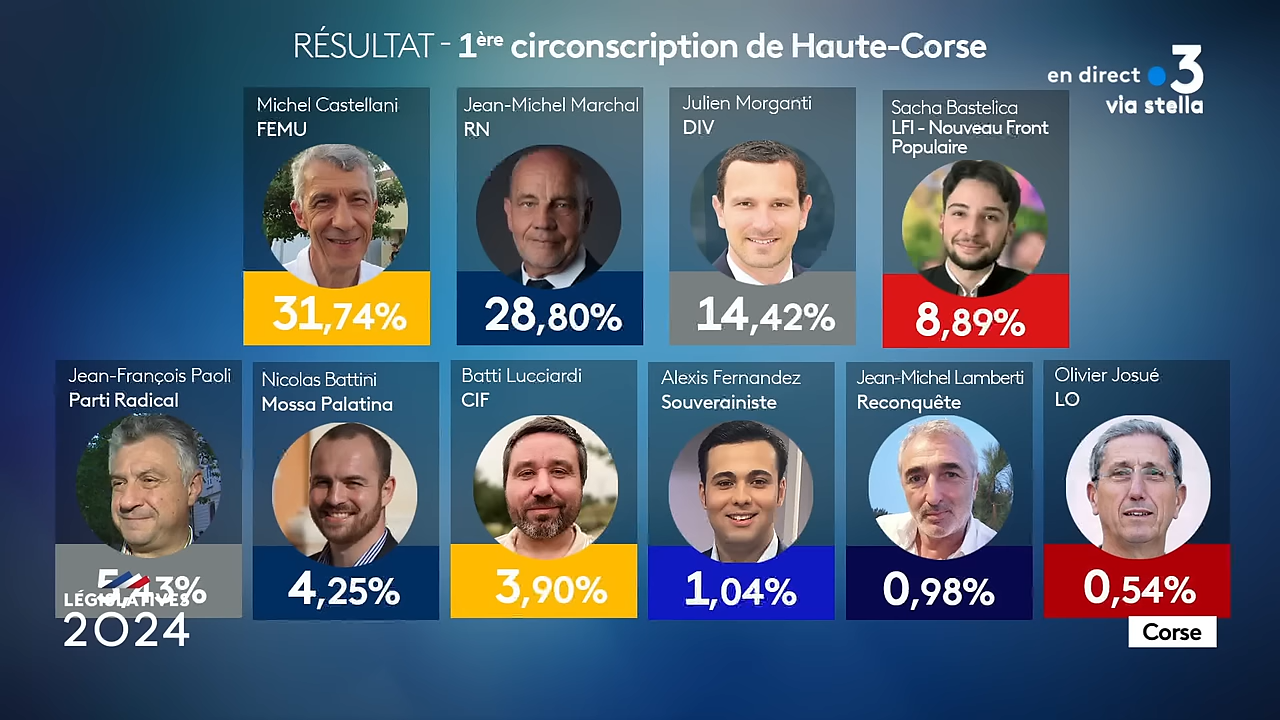 RÉSULTAT - 1ère circonscription de Haute-Corse
en direct 3
via stella
Michel Castellani
FEMU
31,74%
Jean-Michel Marchal
RN
28,80%
Julien Morganti
DIV
14,42%
Sacha Bastelica
LFI - Nouveau Front
Populaire
8,89%
Jean-François Paoli
Parti Radical
5,43%
Nicolas Battini
Mossa Palatina
4,25%
Batti Lucciardi
CIF
3,90%
Alexis Fernandez
Souverainiste
1,04%
Jean-Michel Lamberti
Reconquête
0,98%
Olivier Josué
LO
0,54%
LÉGISLATIVES
2024
Corse